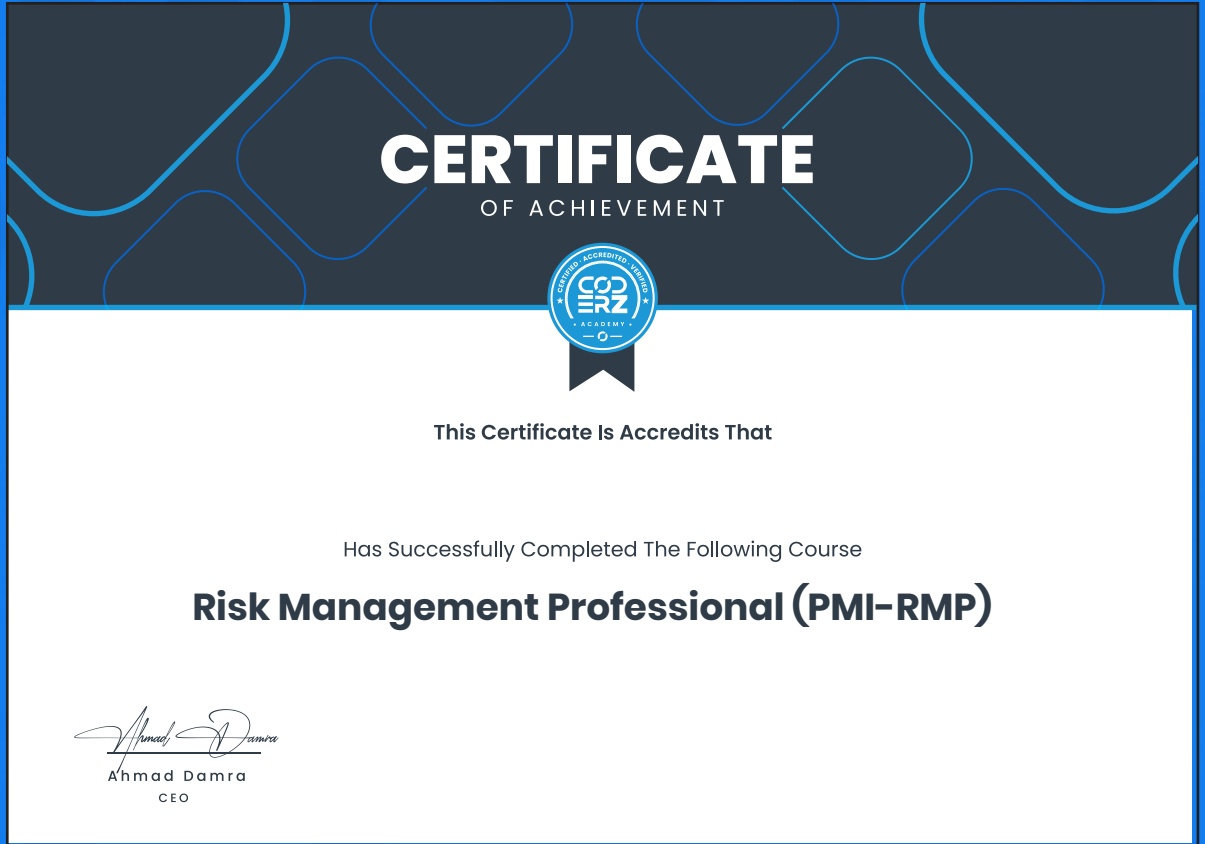 CERTIFICATE
OF ACHIEVEMENT
CERTIFIED · ACCREDITED · VERIFIED
COD
ERZ
ACADEMY
This Certificate Is Accredits That
Has Successfully Completed The Following Course
Risk Management Professional (PMI-RMP)
Ahmad Damra
Ahmad Damra
CEO